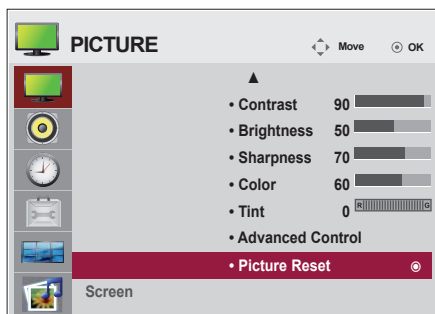 PICTURE
Move OK
▲
• Contrast 90
• Brightness 50
• Sharpness 70
• Color 60
• Tint 0 R G
• Advanced Control
• Picture Reset
Screen